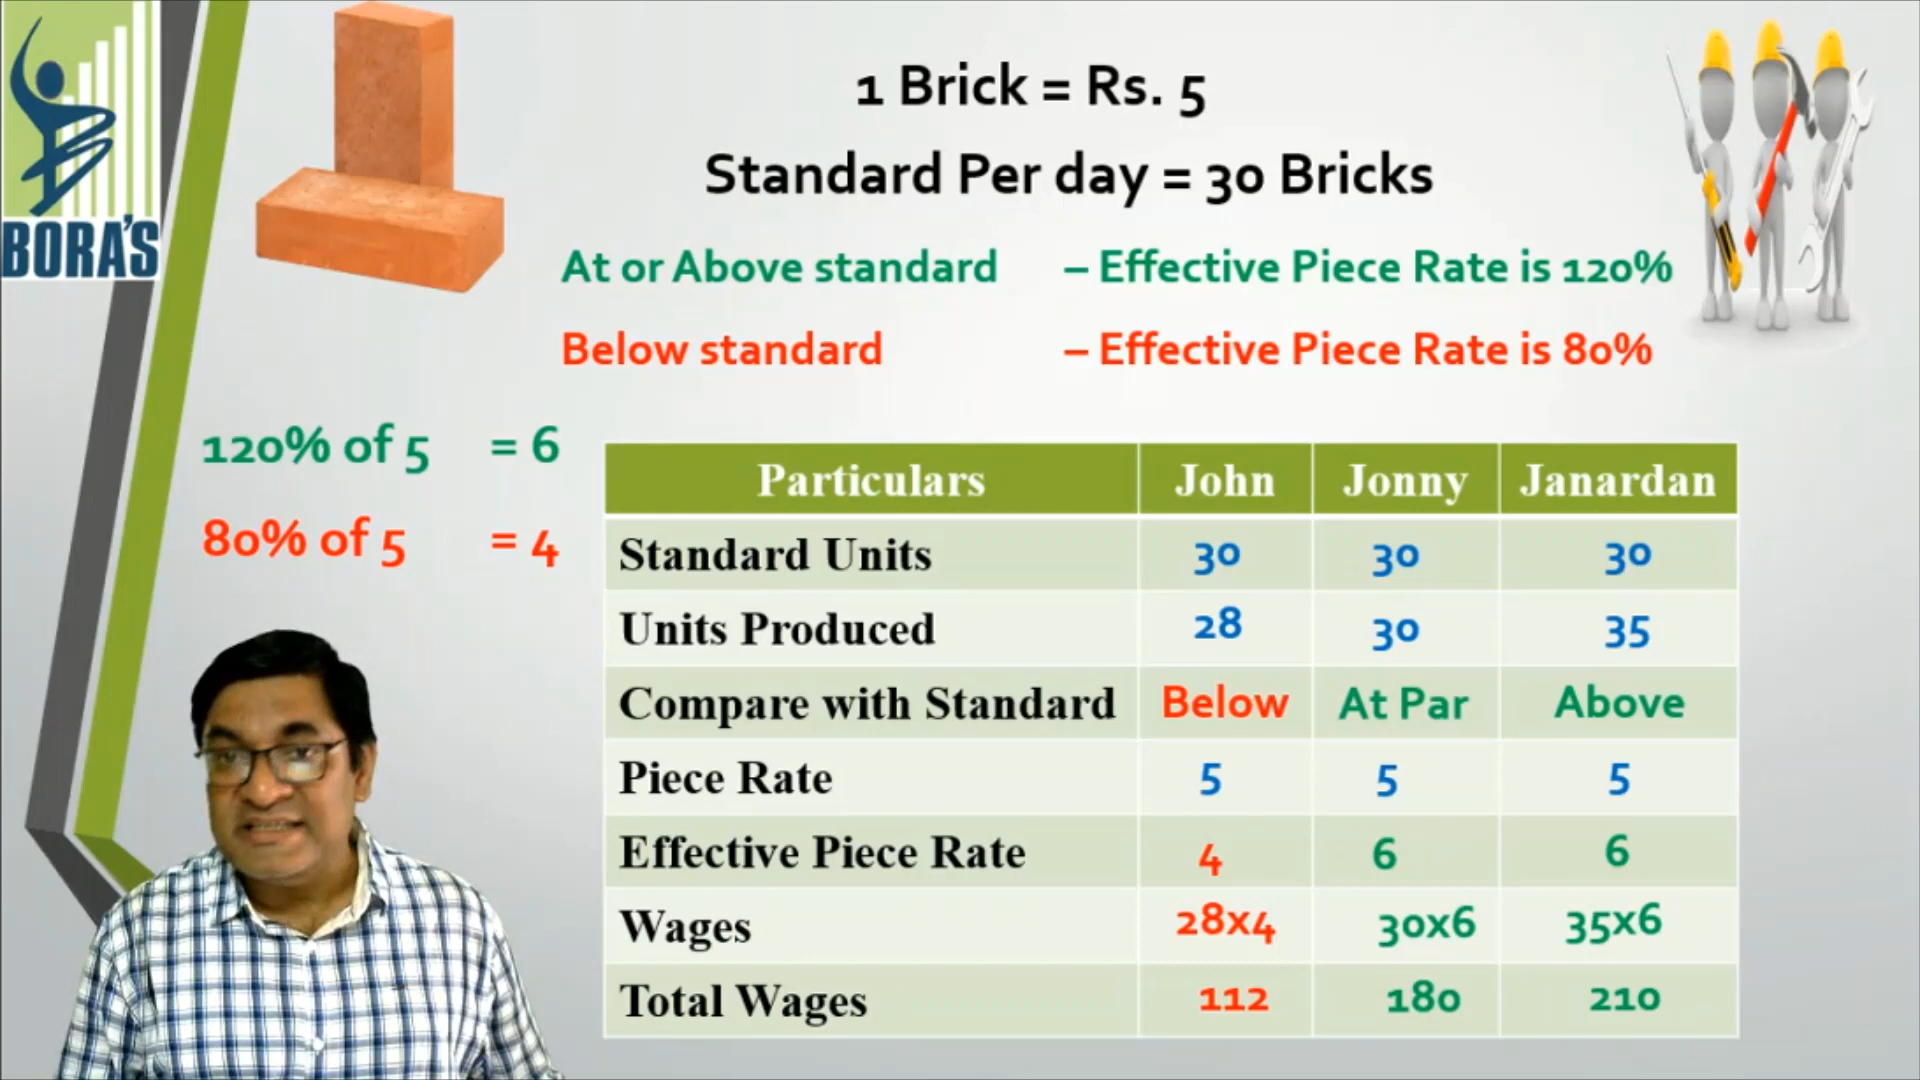 BORA'S
1 Brick = Rs. 5
Standard Per day = 30 Bricks
At or Above standard – Effective Piece Rate is 120%
Below standard – Effective Piece Rate is 80%
120% of 5 = 6
80% of 5 = 4
Particulars John Jonny Janardan
Standard Units 30 30 30
Units Produced 28 30 35
Compare with Standard Below At Par Above
Piece Rate 5 5 5
Effective Piece Rate 4 6 6
Wages 28x4 30x6 35x6
Total Wages 112 180 210